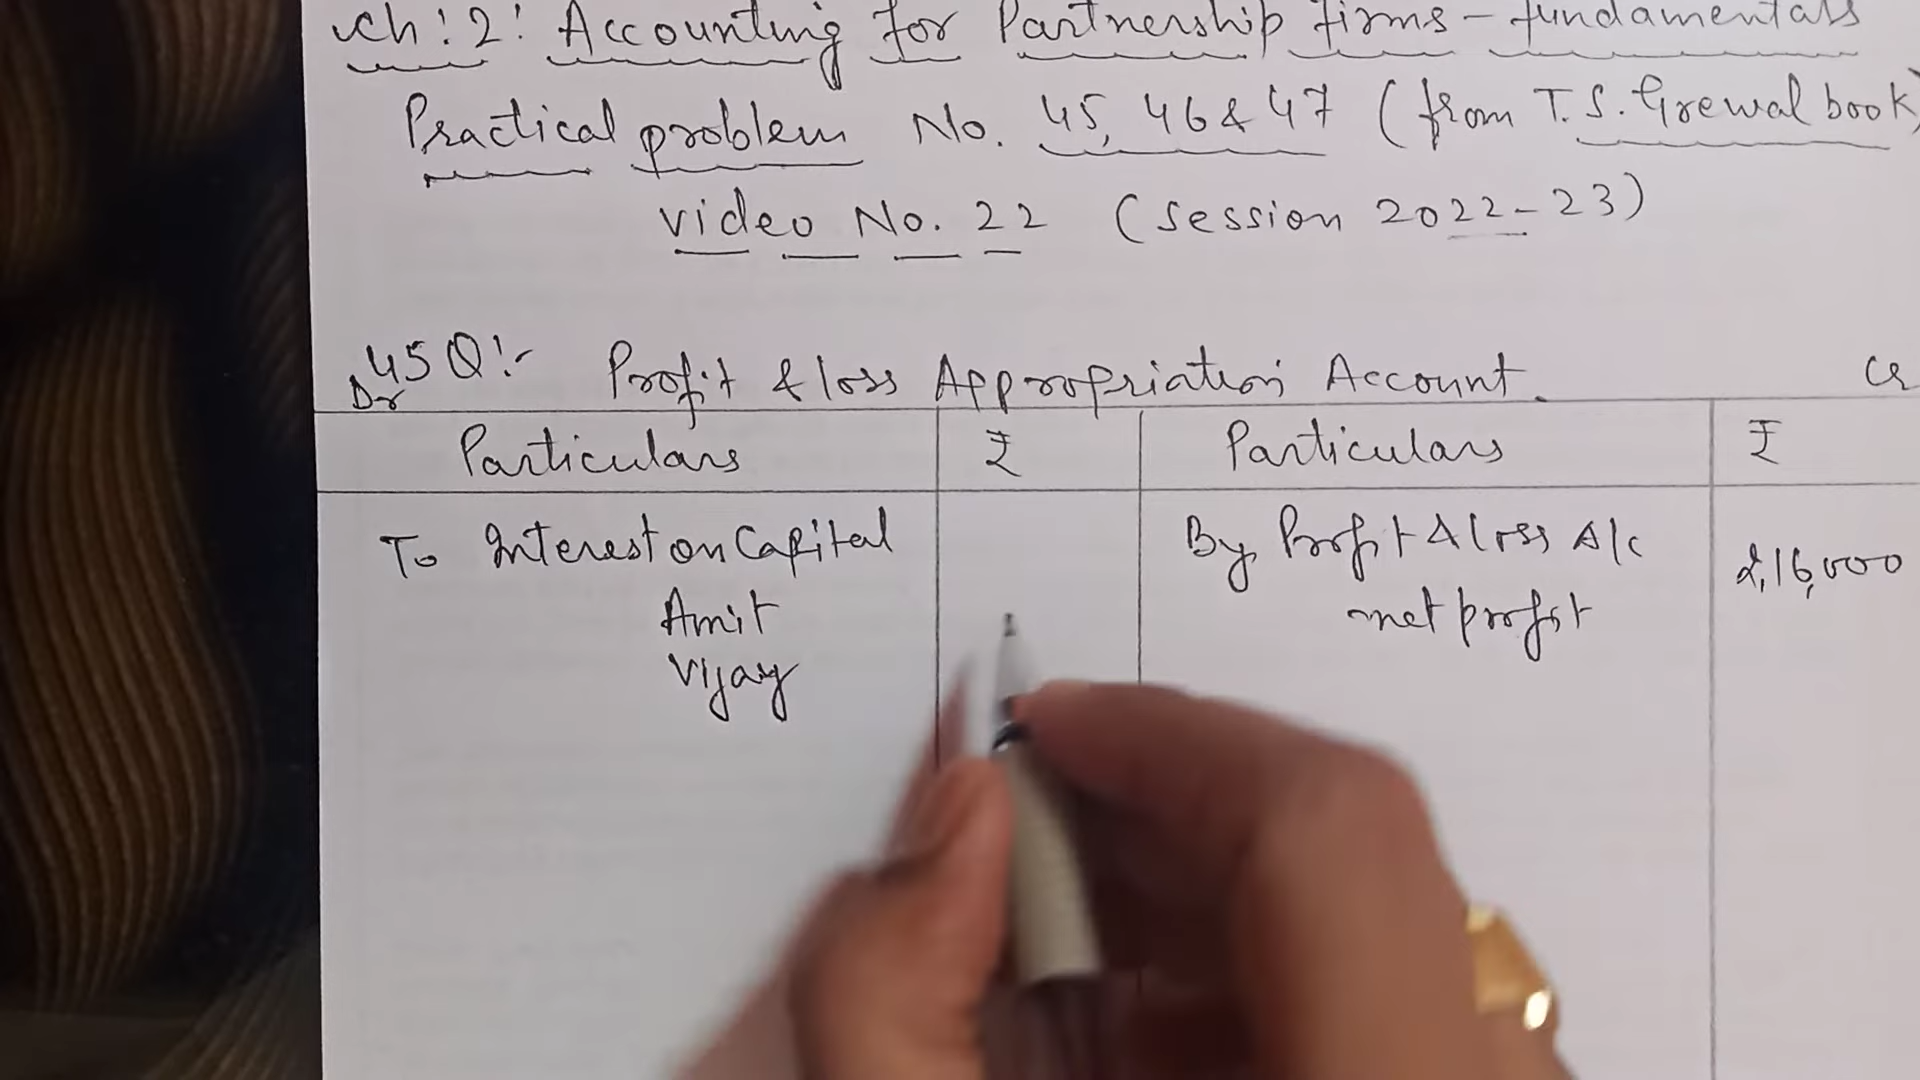 Ch: 2: Accounting for Partnership firms - fundamentals
Practical problem No. 45, 46 & 47 (from T.S. Grewal book)
video No. 22 (session 2022-23)
45 Q:- Profit & loss Appropriation Account.
Dr Cr
Particulars ₹ Particulars ₹
To Interest on Capital By Profit & Loss A/c 2,16,000
Amit net profit
Vijay